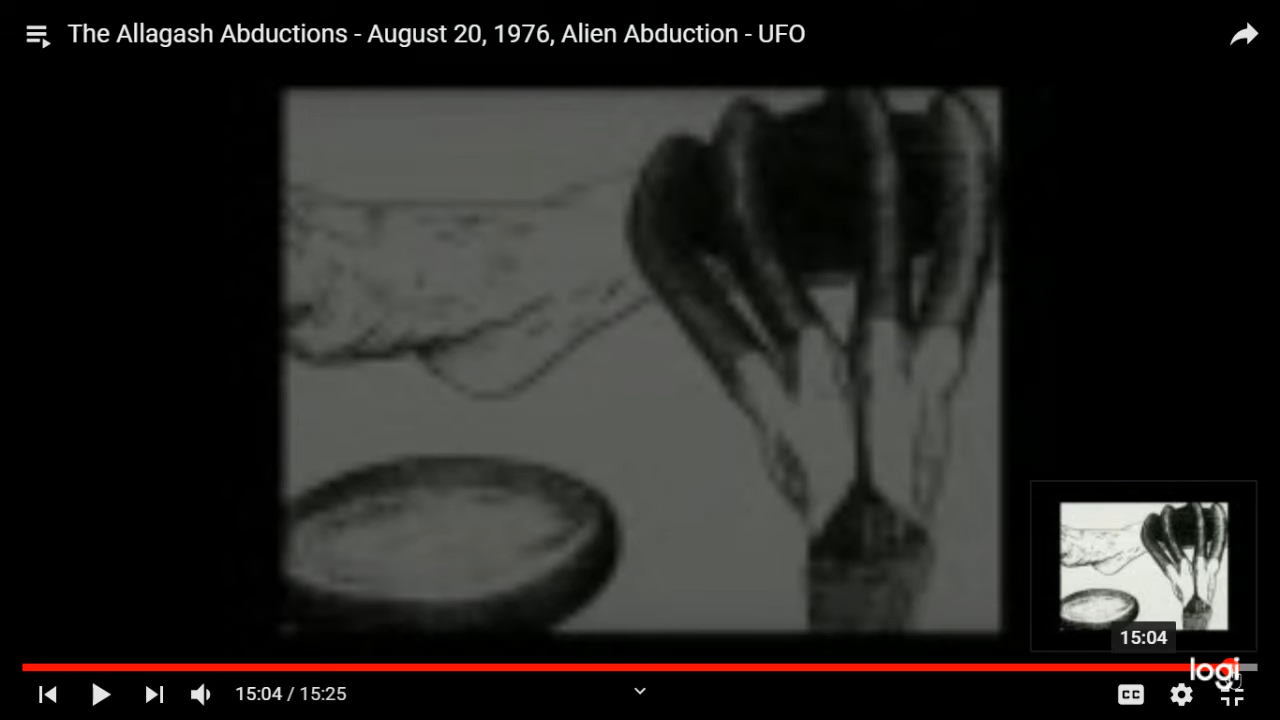 The Allagash Abductions - August 20, 1976, Alien Abduction - UFO
15:04
logi
15:04 / 15:25
CC